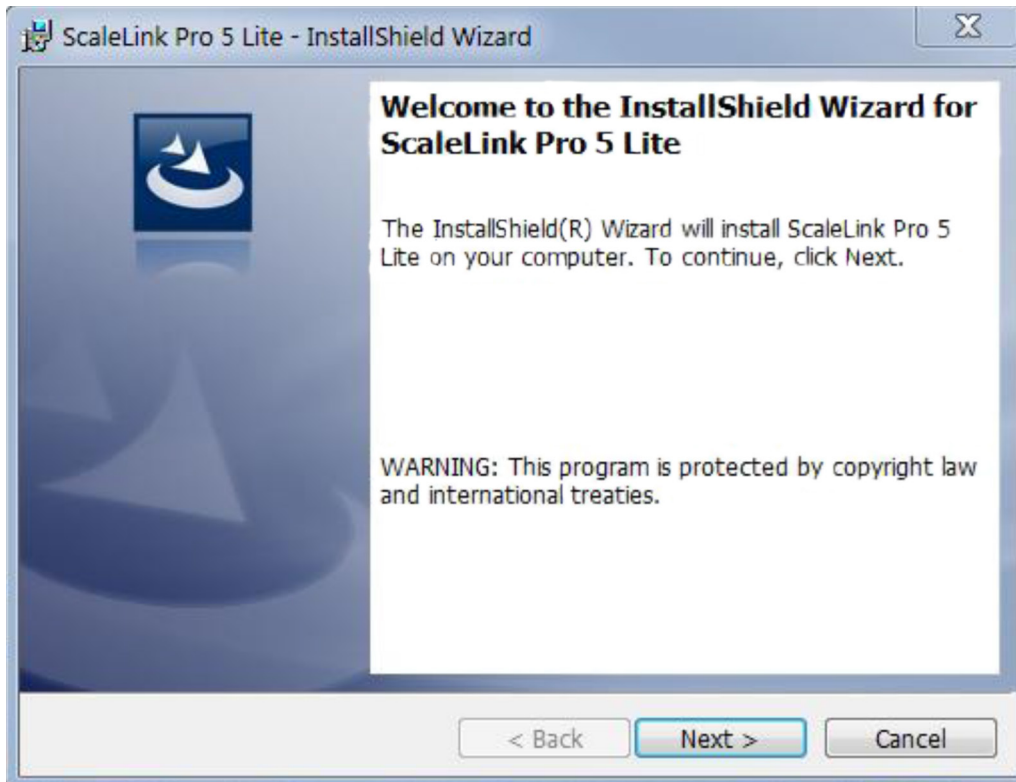 ScaleLink Pro 5 Lite - InstallShield Wizard
Welcome to the InstallShield Wizard for
ScaleLink Pro 5 Lite
The InstallShield(R) Wizard will install ScaleLink Pro 5
Lite on your computer. To continue, click Next.
WARNING: This program is protected by copyright law
and international treaties.
< Back Next > Cancel